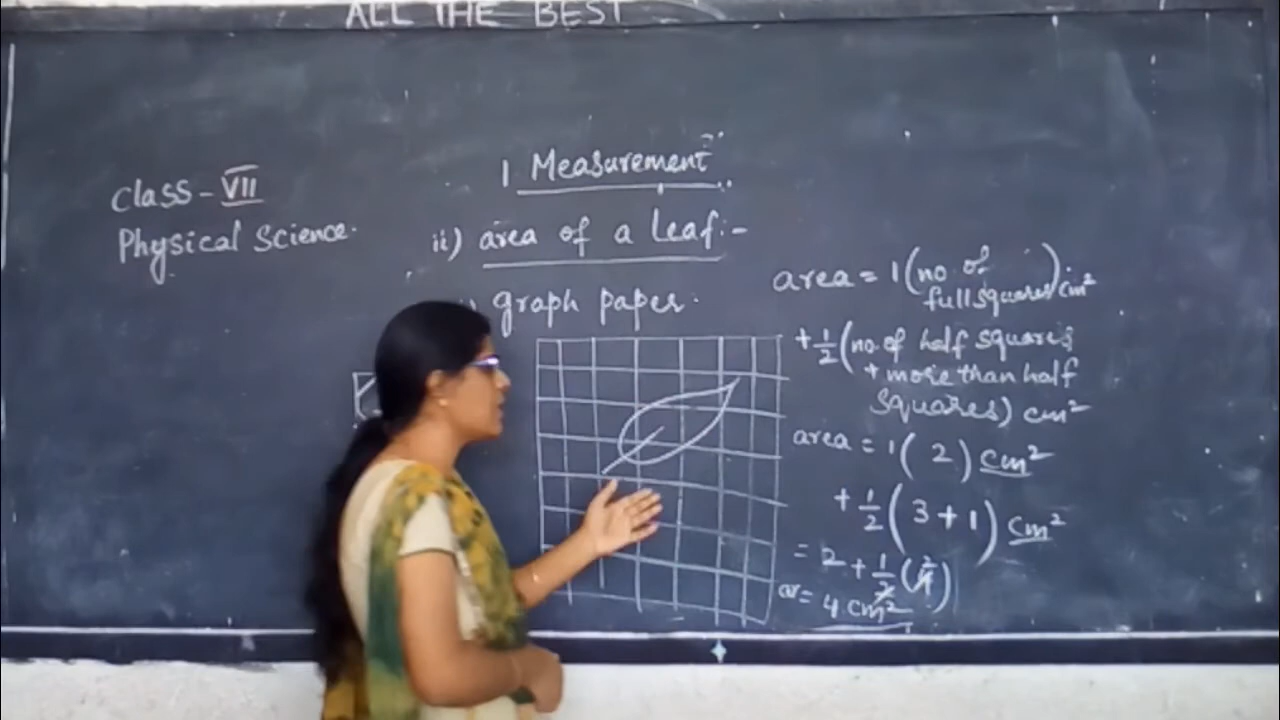 ALL THE BEST
1 Measurement
Class - VII
Physical Science.
ii) area of a Leaf :-
graph paper.
area = 1 (no of full squares) cm²
+ 1/2 (no. of half squares
+ more than half
squares) cm²
area = 1 ( 2 ) cm²
+ 1/2 ( 3 + 1 ) cm²
= 2 + 1/2 (4)
= 4 cm²